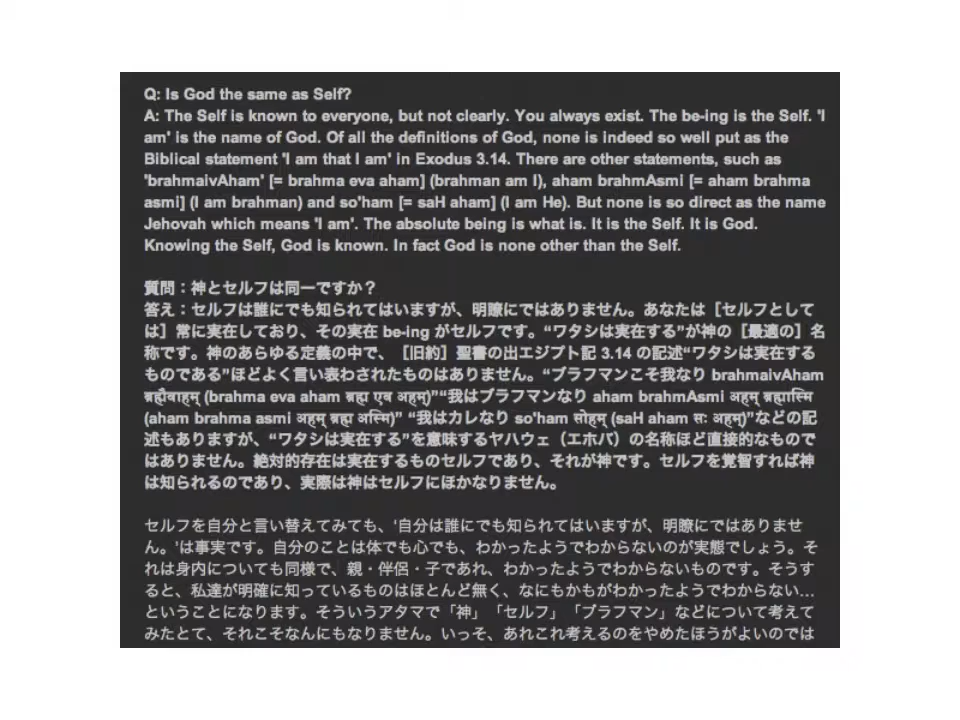 Q: Is God the same as Self?
A: The Self is known to everyone, but not clearly. You always exist. The be-ing is the Self. 'I
am' is the name of God. Of all the definitions of God, none is indeed so well put as the
Biblical statement 'I am that I am' in Exodus 3.14. There are other statements, such as
'brahmaivAham' [= brahma eva aham] (brahman am I), aham brahmAsmi [= aham brahma
asmi] (I am brahman) and so'ham [= saH aham] (I am He). But none is so direct as the name
Jehovah which means 'I am'. The absolute being is what is. It is the Self. It is God.
Knowing the Self, God is known. In fact God is none other than the Self.
質問：神とセルフは同一ですか？
答え：セルフは誰にでも知られてはいますが、明瞭にではありません。あなたは［セルフとして
は］常に実在しており、その実在 be-ing がセルフです。“ワタシは実在する”が神の［最適の］名
称です。神のあらゆる定義の中で、［旧約］聖書の出エジプト記 3.14 の記述“ワタシは実在する
ものである”ほどよく言い表わされたものはありません。“ブラフマンこそ我なり brahmaivAham
ब्रह्मैवाहम् (brahma eva aham ब्रह्म एव अहम्)”“我はブラフマンなり aham brahmAsmi अहम् ब्रह्मास्मि
(aham brahma asmi अहम् ब्रह्म अस्मि)” “我はカレなり so'ham सोहम् (saH aham सः अहम्)”などの記
述もありますが、“ワタシは実在する”を意味するヤハウェ（エホバ）の名称ほど直接的なもので
はありません。絶対的存在は実在するものセルフであり、それが神です。セルフを覚智すれば神
は知られるのであり、実際は神はセルフにほかなりません。
セルフを自分と言い替えてみても、‘自分は誰にでも知られてはいますが、明瞭にではありませ
ん。’は事実です。自分のことは体でも心でも、わかったようでわからないのが実態でしょう。そ
れは身内についても同様で、親・伴侶・子であれ、わかったようでわからないものです。そうす
ると、私達が明確に知っているものはほとんど無く、なにもかもがわかったようでわからない…
ということになります。そういうアタマで「神」「セルフ」「ブラフマン」などについて考えて
みたとて、それこそなんにもなりません。いっそ、あれこれ考えるのをやめたほうがよいのでは